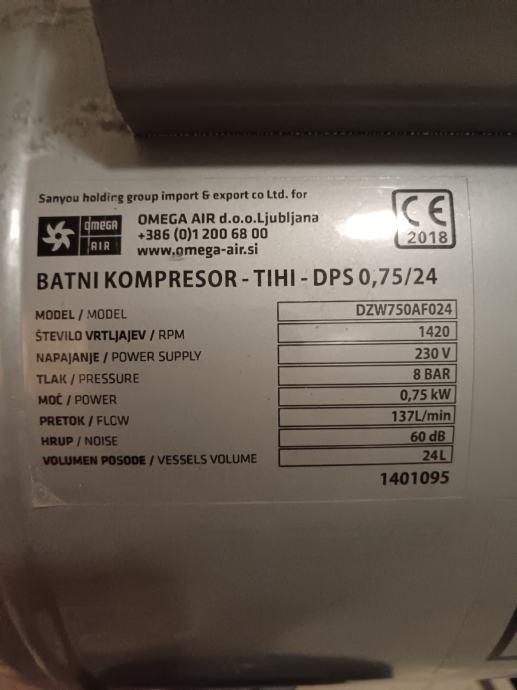 Sanyou holding group import & export co Ltd. for
OMEGA AIR
OMEGA AIR d.o.o.Ljubljana
+386 (0)1 200 68 00
www.omega-air.si
CE
2018
BATNI KOMPRESOR - TIHI - DPS 0,75/24
MODEL / MODEL DZW750AF024
ŠTEVILO VRTLJAJEV / RPM 1420
NAPAJANJE / POWER SUPPLY 230 V
TLAK / PRESSURE 8 BAR
MOČ / POWER 0,75 kW
PRETOK / FLOW 137L/min
HRUP / NOISE 60 dB
VOLUMEN POSODE / VESSELS VOLUME 24L
1401095